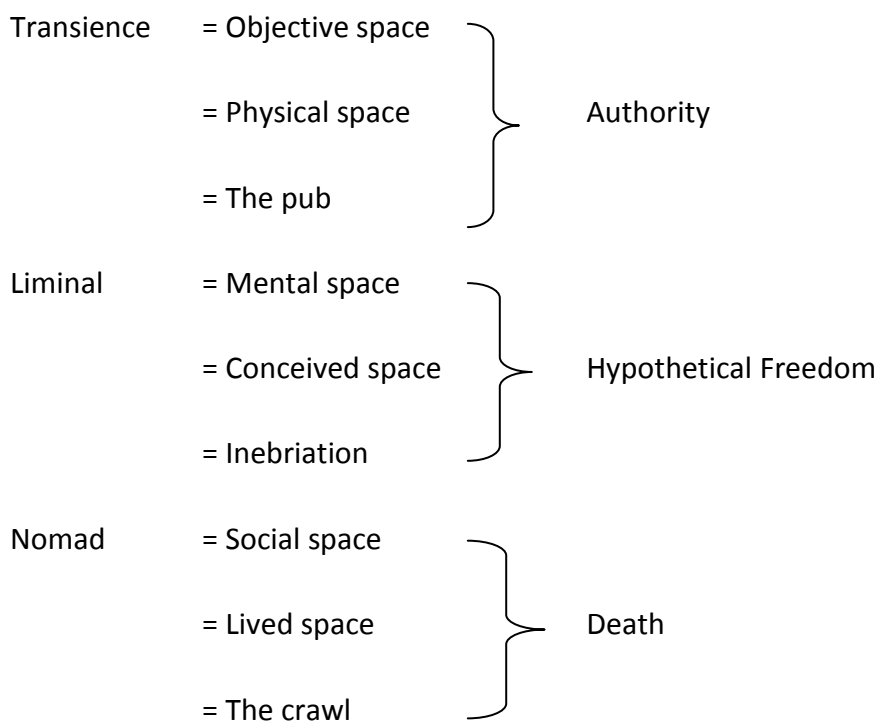 Transience = Objective space
= Physical space Authority
= The pub
Liminal = Mental space
= Conceived space Hypothetical Freedom
= Inebriation
Nomad = Social space
= Lived space Death
= The crawl